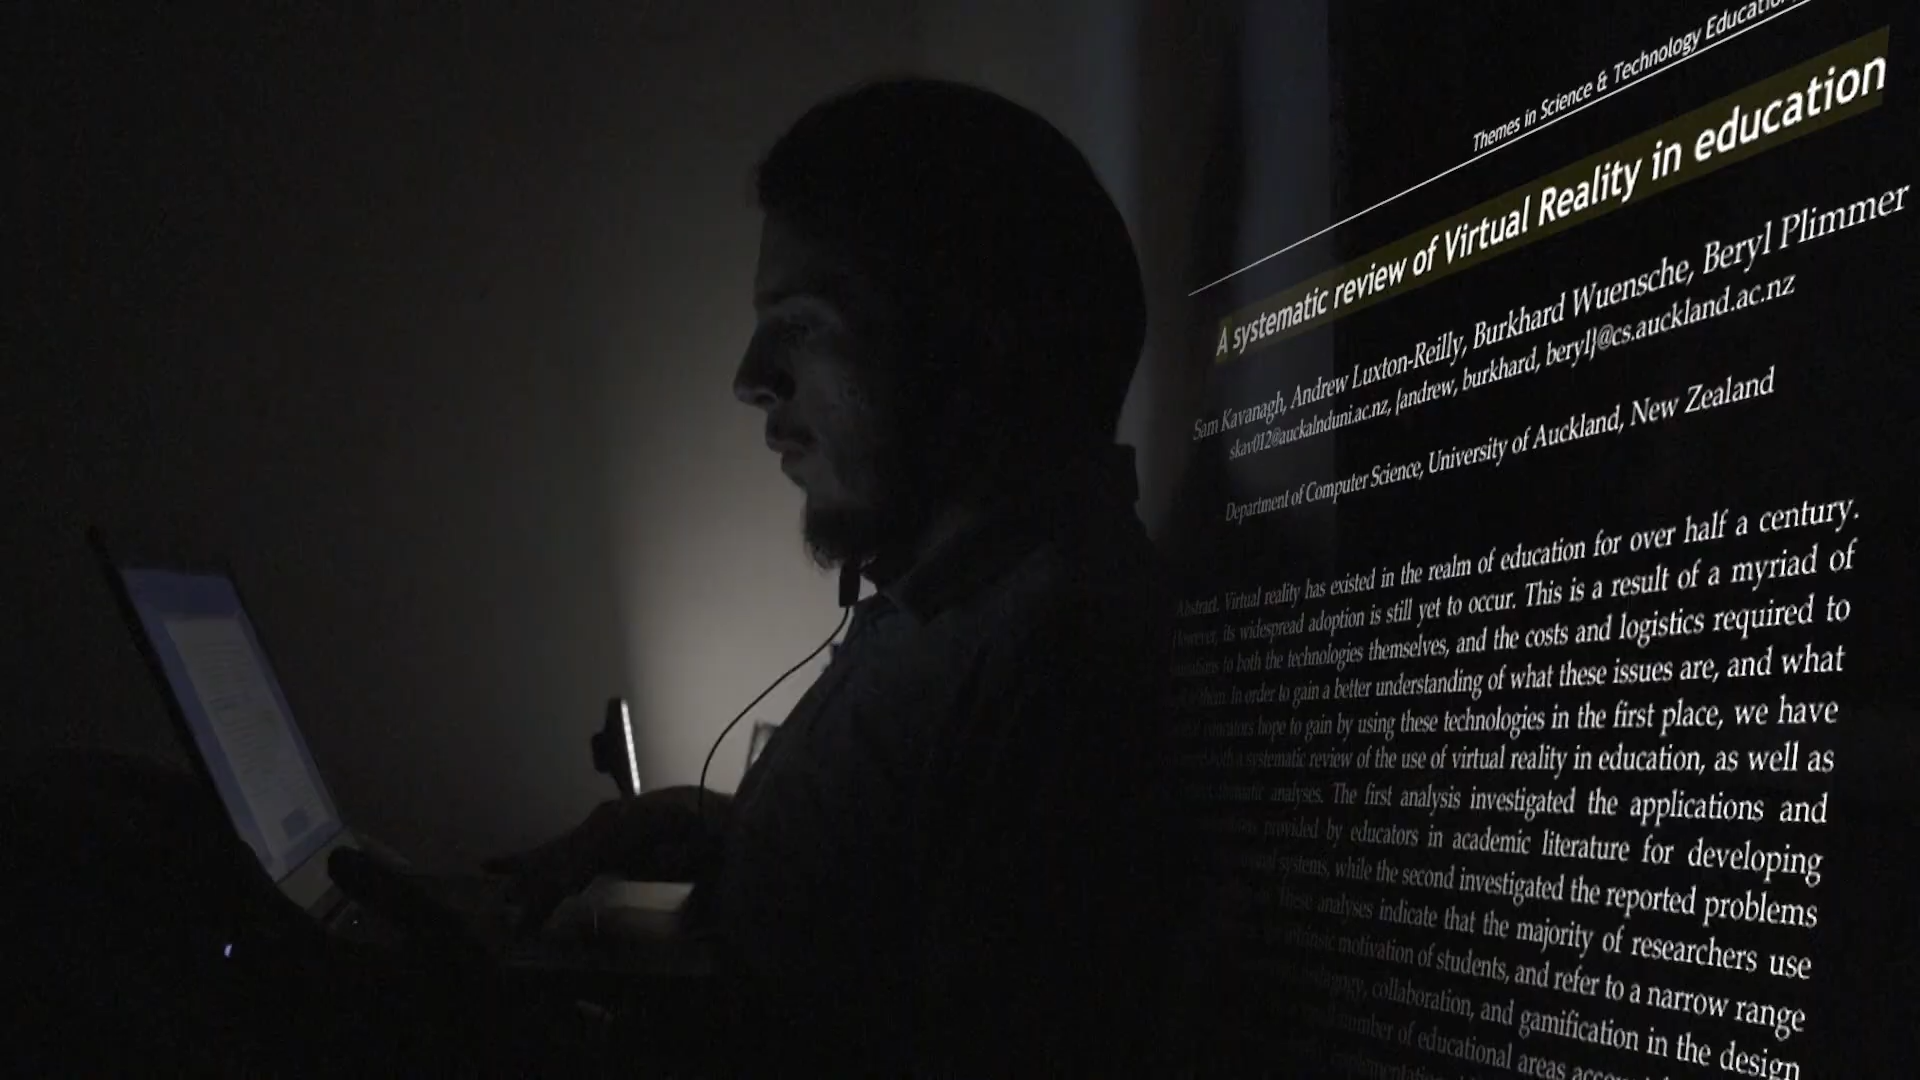 Themes in Science & Technology Education
A systematic review of Virtual Reality in education
Sam Kavanagh, Andrew Luxton-Reilly, Burkhard Wuensche, Beryl Plimmer
skav012@auckalnduni.ac.nz, {andrew, burkhard, beryl}@cs.auckland.ac.nz
Department of Computer Science, University of Auckland, New Zealand
Abstract. Virtual reality has existed in the realm of education for over half a century.
However, its widespread adoption is still yet to occur. This is a result of a myriad of
to both the technologies themselves, and the costs and logistics required to
them. In order to gain a better understanding of what these issues are, and what
educators hope to gain by using these technologies in the first place, we have
both a systematic review of the use of virtual reality in education, as well as
thematic analyses. The first analysis investigated the applications and
provided by educators in academic literature for developing
systems, while the second investigated the reported problems
These analyses indicate that the majority of researchers use
intrinsic motivation of students, and refer to a narrow range
pedagogy, collaboration, and gamification in the design
number of educational areas